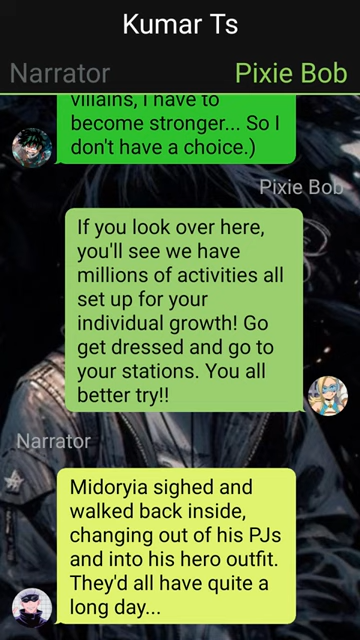 Kumar Ts
Narrator
Pixie Bob
villains, I have to
become stronger... So I
don't have a choice.)
Pixie Bob
If you look over here,
you'll see we have
millions of activities all
set up for your
individual growth! Go
get dressed and go to
your stations. You all
better try!!
Narrator
Midoryia sighed and
walked back inside,
changing out of his PJs
and into his hero outfit.
They'd all have quite a
long day...